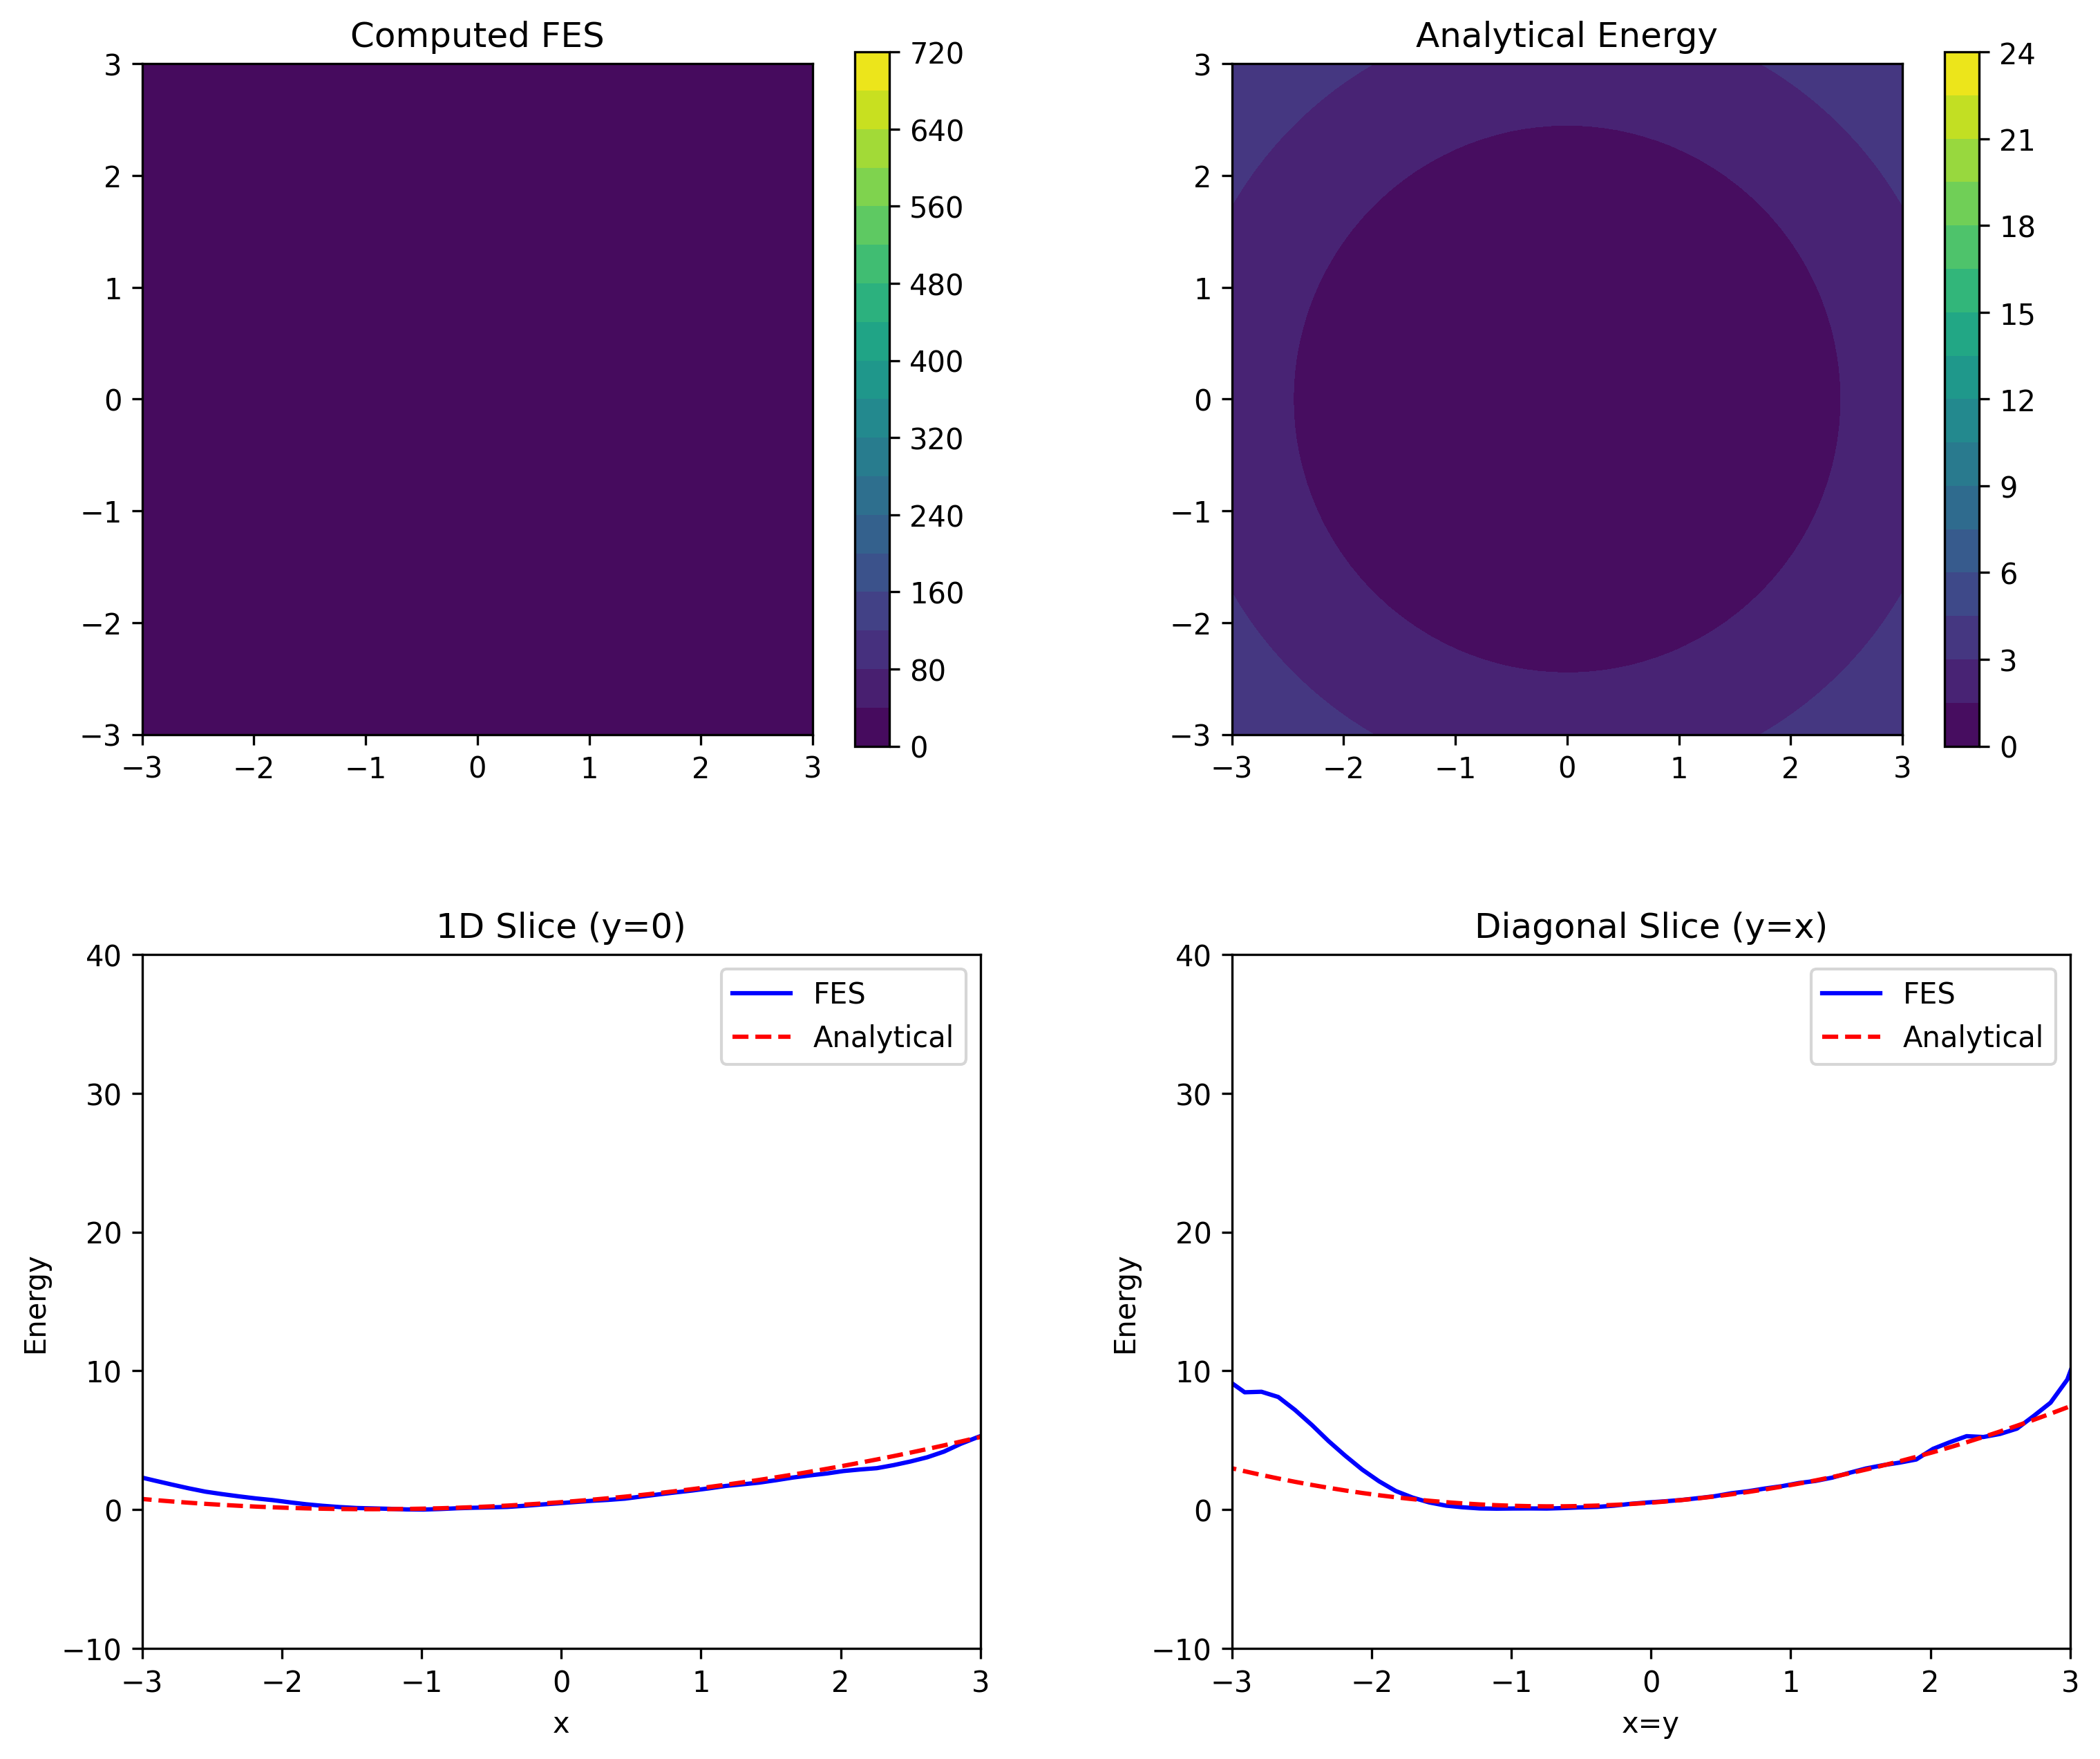 Computed FES
3
2
1
0
−1
−2
−3
−3 −2 −1 0 1 2 3
720
640
560
480
400
320
240
160
80
0
Analytical Energy
3
2
1
0
−1
−2
−3
−3 −2 −1 0 1 2 3
24
21
18
15
12
9
6
3
0
1D Slice (y=0)
FES
Analytical
Energy
40
30
20
10
0
−10
−3 −2 −1 0 1 2 3
x
Diagonal Slice (y=x)
FES
Analytical
Energy
40
30
20
10
0
−10
−3 −2 −1 0 1 2 3
x=y